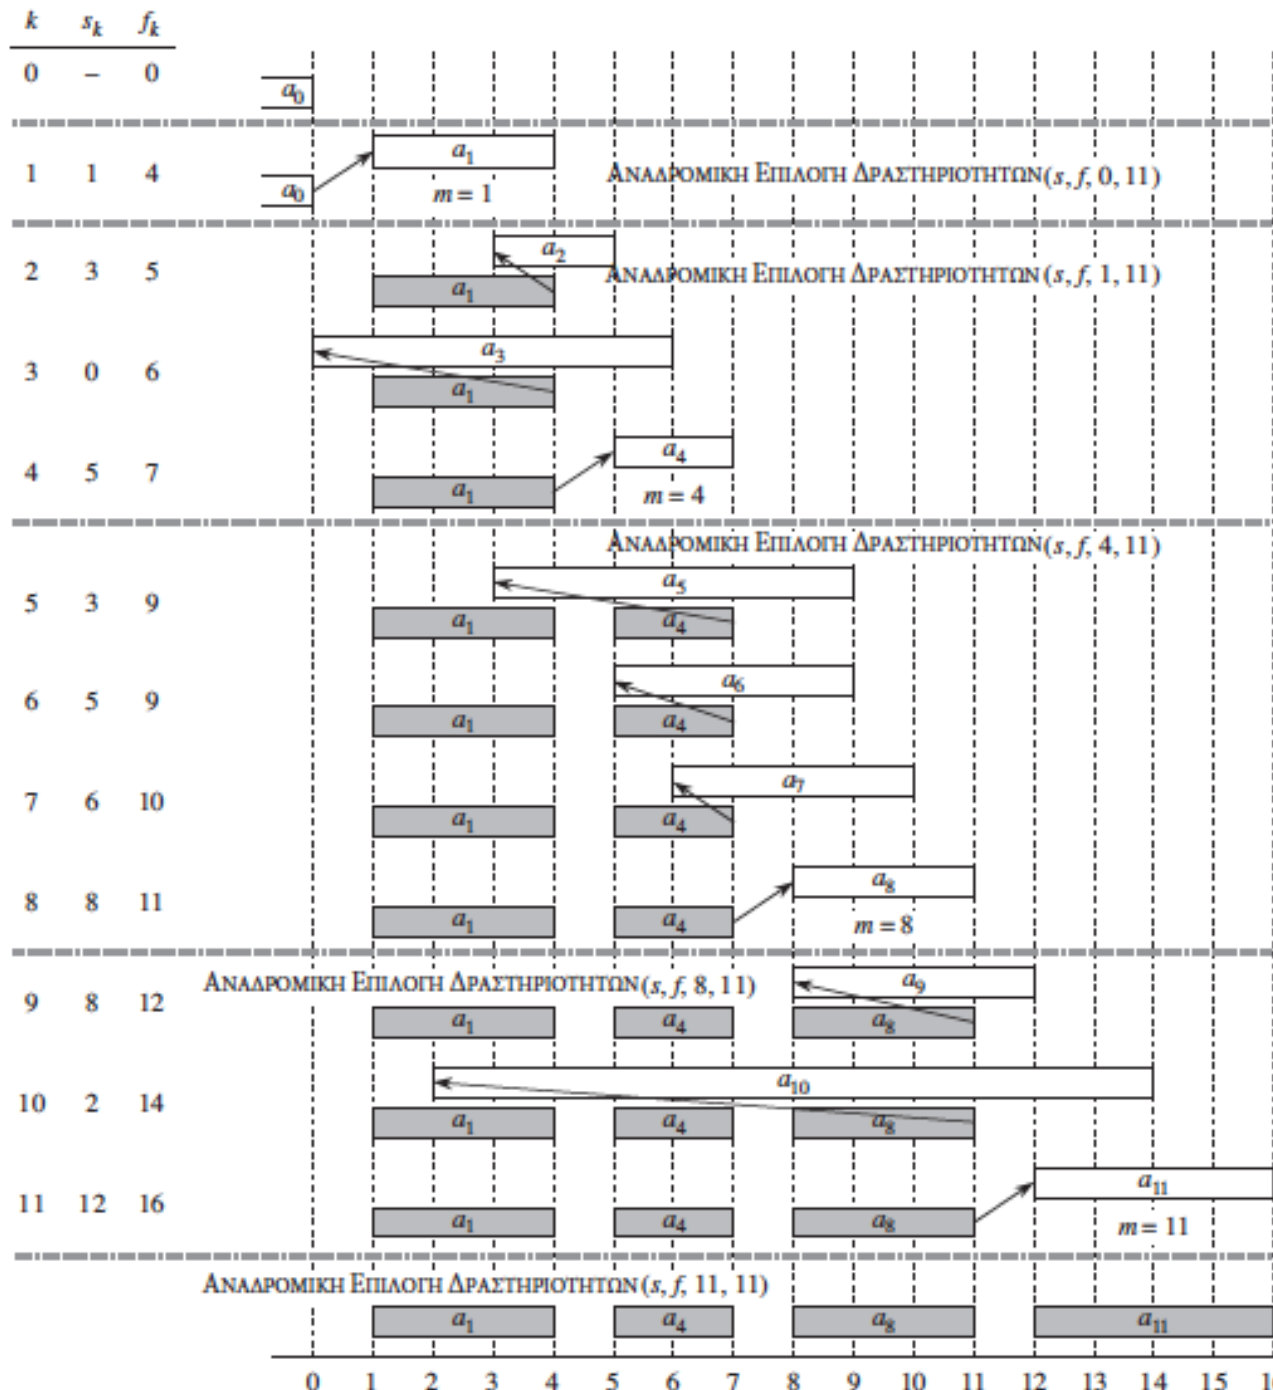 k s_k f_k
0 – 0
a_0
1 1 4
a_1
a_0
m = 1
ΑΝΑΔΡΟΜΙΚΗ ΕΠΙΛΟΓΗ ΔΡΑΣΤΗΡΙΟΤΗΤΩΝ(s, f, 0, 11)
2 3 5
a_2
a_1
ΑΝΑΔΡΟΜΙΚΗ ΕΠΙΛΟΓΗ ΔΡΑΣΤΗΡΙΟΤΗΤΩΝ(s, f, 1, 11)
3 0 6
a_3
a_1
4 5 7
a_4
a_1
m = 4
ΑΝΑΔΡΟΜΙΚΗ ΕΠΙΛΟΓΗ ΔΡΑΣΤΗΡΙΟΤΗΤΩΝ(s, f, 4, 11)
5 3 9
a_5
a_1 a_4
6 5 9
a_6
a_1 a_4
7 6 10
a_7
a_1 a_4
8 8 11
a_8
a_1 a_4
m = 8
ΑΝΑΔΡΟΜΙΚΗ ΕΠΙΛΟΓΗ ΔΡΑΣΤΗΡΙΟΤΗΤΩΝ(s, f, 8, 11)
9 8 12
a_9
a_1 a_4 a_8
10 2 14
a_10
a_1 a_4 a_8
11 12 16
a_11
a_1 a_4 a_8
m = 11
ΑΝΑΔΡΟΜΙΚΗ ΕΠΙΛΟΓΗ ΔΡΑΣΤΗΡΙΟΤΗΤΩΝ(s, f, 11, 11)
a_1 a_4 a_8 a_11
0 1 2 3 4 5 6 7 8 9 10 11 12 13 14 15